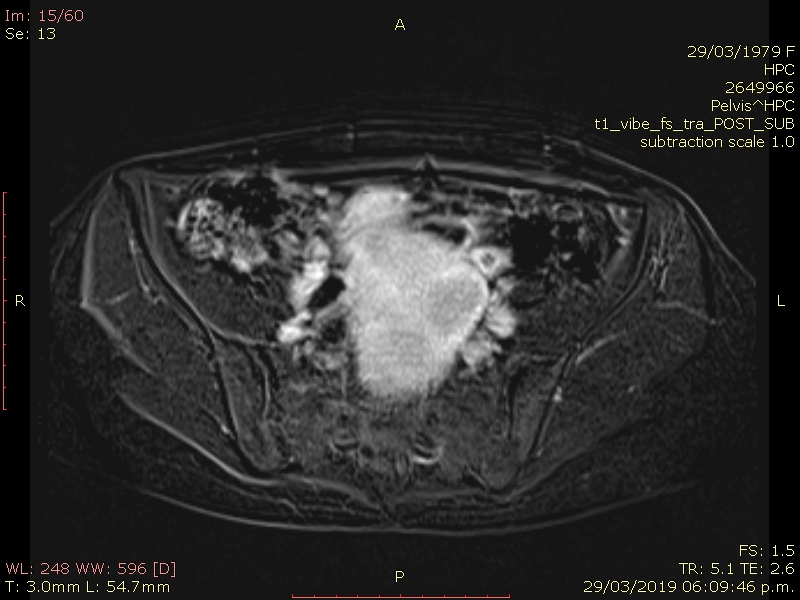 Im: 15/60
Se: 13
A
29/03/1979 F
HPC
2649966
Pelvis^HPC
t1_vibe_fs_tra_POST_SUB
subtraction scale 1.0
R
L
WL: 248 WW: 596 [D]
T: 3.0mm L: 54.7mm
P
FS: 1.5
TR: 5.1 TE: 2.6
29/03/2019 06:09:46 p.m.